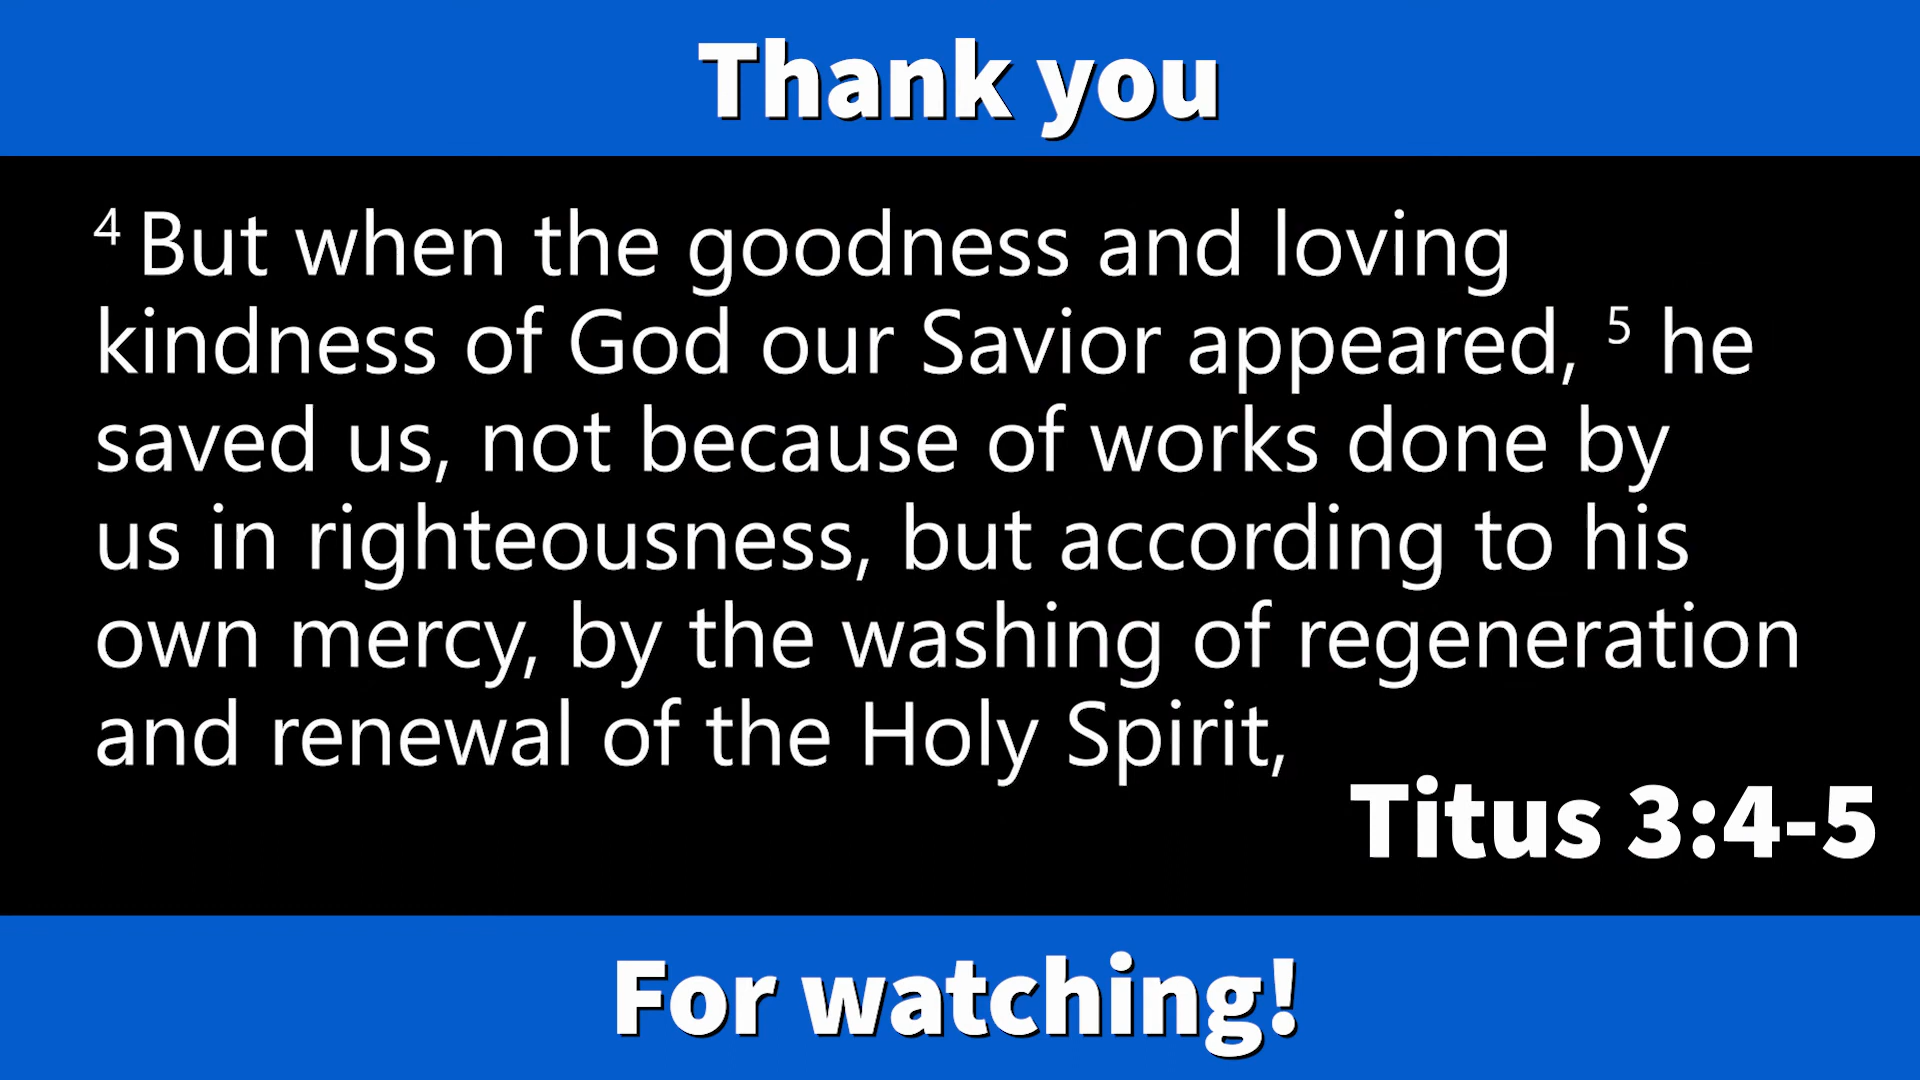 Thank you
4 But when the goodness and loving
kindness of God our Savior appeared, 5 he
saved us, not because of works done by
us in righteousness, but according to his
own mercy, by the washing of regeneration
and renewal of the Holy Spirit,
Titus 3:4-5
For watching!